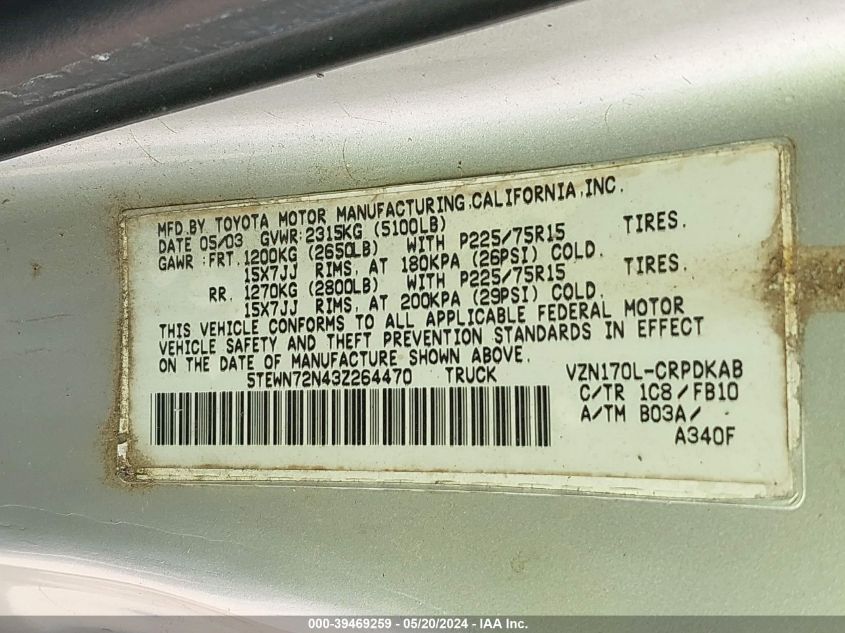 MFD.BY TOYOTA MOTOR MANUFACTURING,CALIFORNIA,INC.
DATE 05/03 GVWR:2315KG (5100LB)
GAWR:FRT.1200KG (2650LB) WITH P225/75R15 TIRES.
15X7JJ RIMS, AT 180KPA (26PSI) COLD.
RR. 1270KG (2800LB) WITH P225/75R15 TIRES.
15X7JJ RIMS, AT 200KPA (29PSI) COLD.
THIS VEHICLE CONFORMS TO ALL APPLICABLE FEDERAL MOTOR
VEHICLE SAFETY AND THEFT PREVENTION STANDARDS IN EFFECT
ON THE DATE OF MANUFACTURE SHOWN ABOVE.
5TEWN72N43Z264470 TRUCK VZN170L-CRPDKAB
C/TR 1C8/FB10
A/TM B03A/
A340F
000-39469259 - 05/20/2024 - IAA Inc.